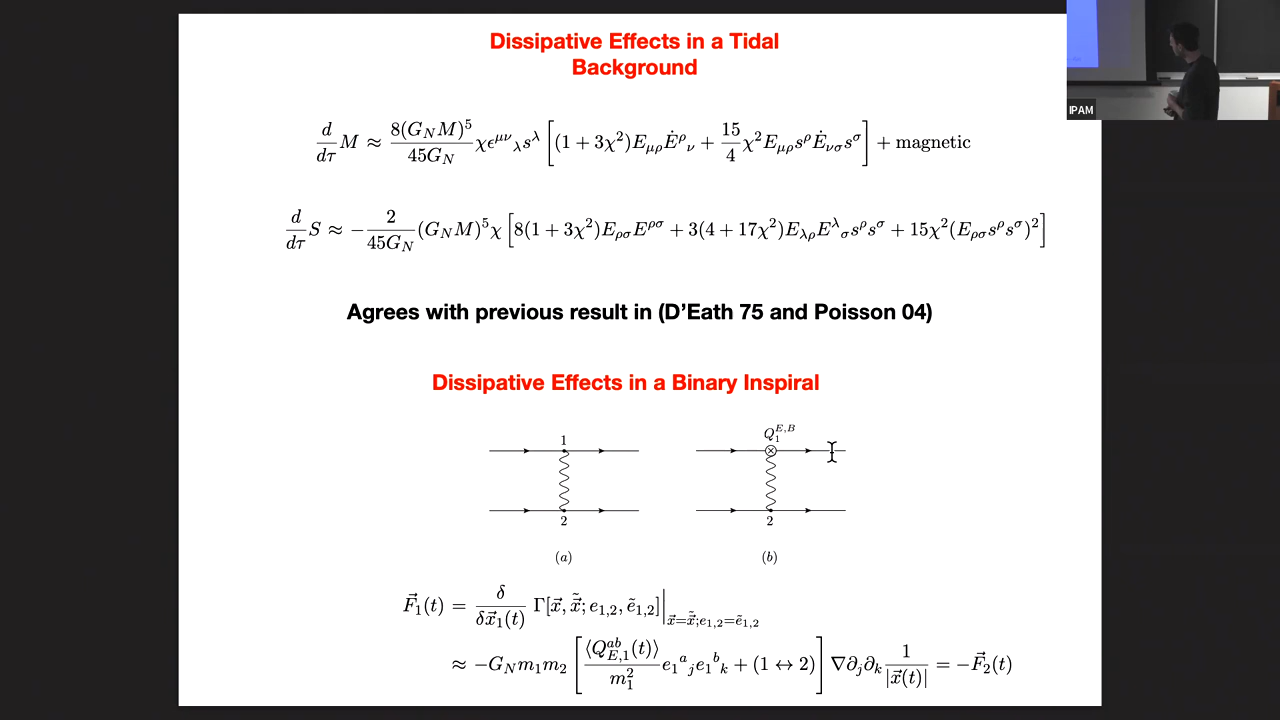 Dissipative Effects in a Tidal
Background
IPAM
d/dτ M ≈ 8(G_N M)^5/45G_N χϵ^{μν}_λ s^λ [(1 + 3χ²)E_{μρ}Ė^ρ_ν + 15/4 χ²E_{μρ}s^ρĖ_{νσ}s^σ] + magnetic
d/dτ S ≈ −2/45G_N (G_N M)^5 χ [8(1 + 3χ²)E_{ρσ}E^{ρσ} + 3(4 + 17χ²)E_{λρ}E^λ_σ s^ρ s^σ + 15χ²(E_{ρσ}s^ρ s^σ)²]
Agrees with previous result in (D'Eath 75 and Poisson 04)
Dissipative Effects in a Binary Inspiral
1 Q_1^{E,B}
2 2
(a) (b)
F⃗_1(t) = δ/δx⃗_1(t) Γ[x⃗, x̃⃗; e_{1,2}, ẽ_{1,2}]|_{x⃗=x̃⃗;e_{1,2}=ẽ_{1,2}}
≈ −G_N m_1 m_2 [⟨Q^{ab}_{E,1}(t)⟩/m_1² e_1^a_j e_1^b_k + (1 ↔ 2)] ∇∂_j∂_k 1/|x⃗(t)| = −F⃗_2(t)